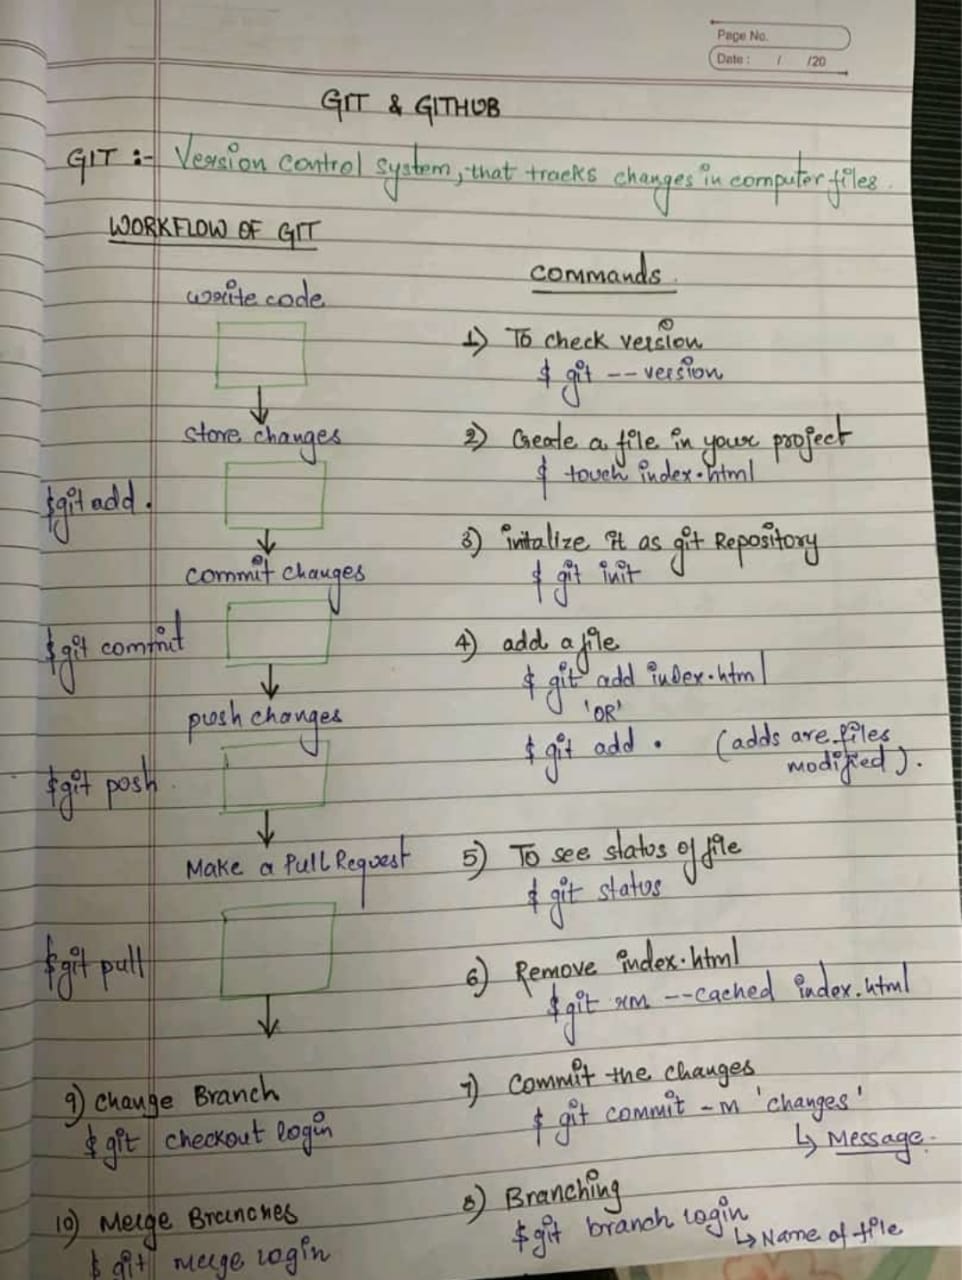 Page No.
Date : / /20
GIT & GITHUB
GIT :- Version control system, that tracks changes in computer files.
WORKFLOW OF GIT
write code
store changes
$git add .
commit changes
$git commit
push changes
$git push
Make a Pull Request
$git pull
commands.
1) To check version
$ git --version
2) Create a file in your project
$ touch index.html
3) initalize it as git Repository
$ git init
4) add a file
$ git add index.html
'OR'
$ git add . (adds are files
modified).
5) To see status of file
$ git status
6) Remove index.html
$git rm --cached index.html
7) Commit the changes
$ git commit -m 'changes'
↳ Message.
8) Branching
$git branch login
↳ Name of file
9) Change Branch
$ git checkout login
10) Merge Branches
$ git merge login